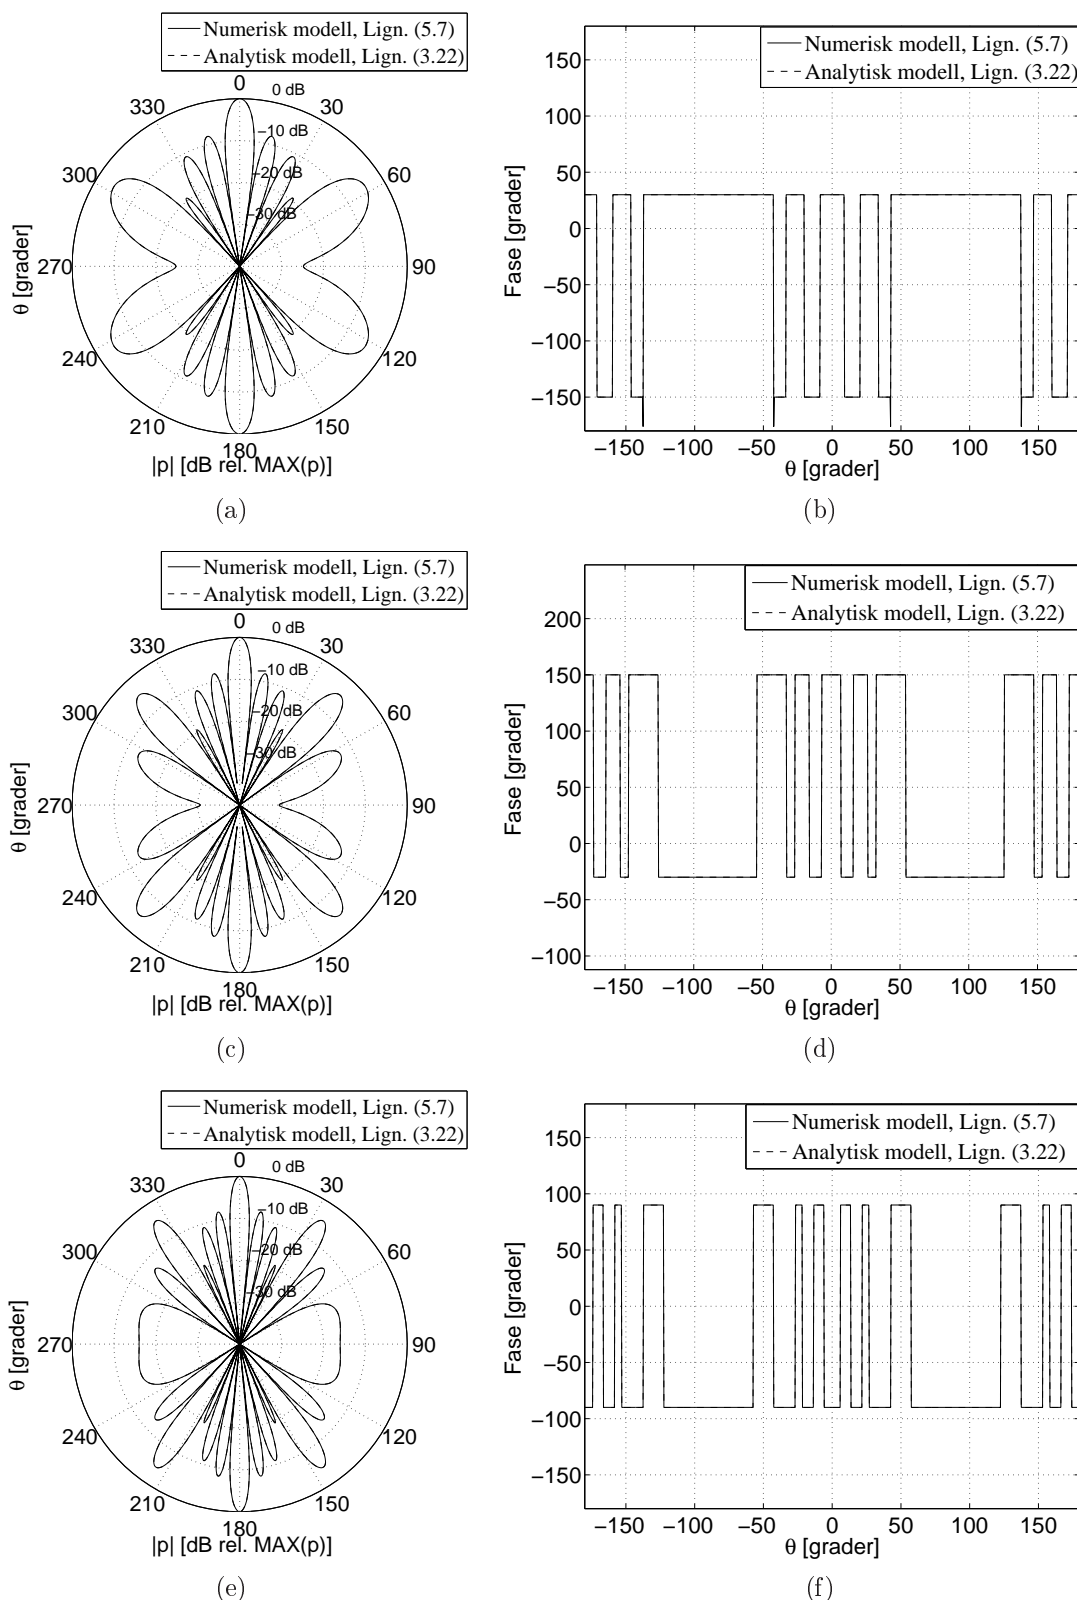 Numerisk modell, Lign. (5.7)
Analytisk modell, Lign. (3.22)
0
0 dB
30
60
90
120
150
180
210
240
270
300
330
−10 dB
−20 dB
−30 dB
θ [grader]
|p| [dB rel. MAX(p)]
(a)
Numerisk modell, Lign. (5.7)
Analytisk modell, Lign. (3.22)
150
100
50
0
−50
−100
−150
Fase [grader]
−150 −100 −50 0 50 100 150
θ [grader]
(b)
Numerisk modell, Lign. (5.7)
Analytisk modell, Lign. (3.22)
0
0 dB
30
60
90
120
150
180
210
240
270
300
330
−10 dB
−20 dB
−30 dB
θ [grader]
|p| [dB rel. MAX(p)]
(c)
Numerisk modell, Lign. (5.7)
Analytisk modell, Lign. (3.22)
200
150
100
50
0
−50
−100
Fase [grader]
−150 −100 −50 0 50 100 150
θ [grader]
(d)
Numerisk modell, Lign. (5.7)
Analytisk modell, Lign. (3.22)
0
0 dB
30
60
90
120
150
180
210
240
270
300
330
−10 dB
−20 dB
−30 dB
θ [grader]
|p| [dB rel. MAX(p)]
(e)
Numerisk modell, Lign. (5.7)
Analytisk modell, Lign. (3.22)
150
100
50
0
−50
−100
−150
Fase [grader]
−150 −100 −50 0 50 100 150
θ [grader]
(f)